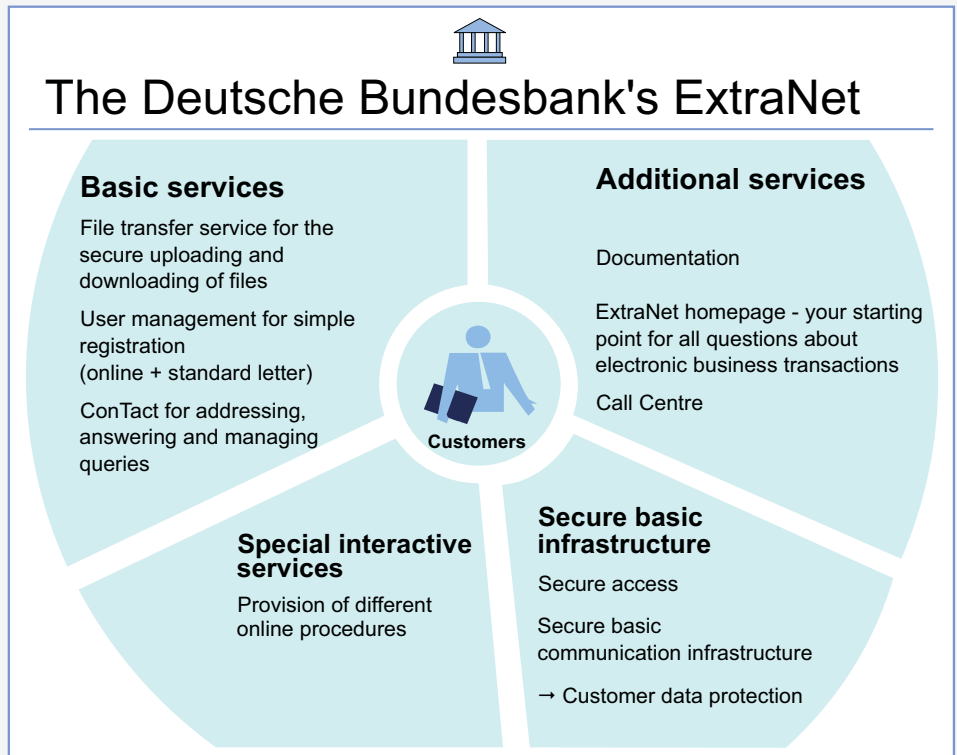 The Deutsche Bundesbank's ExtraNet
Basic services
File transfer service for the
secure uploading and
downloading of files
User management for simple
registration
(online + standard letter)
ConTact for addressing,
answering and managing
queries
Additional services
Documentation
ExtraNet homepage - your starting
point for all questions about
electronic business transactions
Call Centre
Customers
Special interactive
services
Provision of different
online procedures
Secure basic
infrastructure
Secure access
Secure basic
communication infrastructure
→ Customer data protection